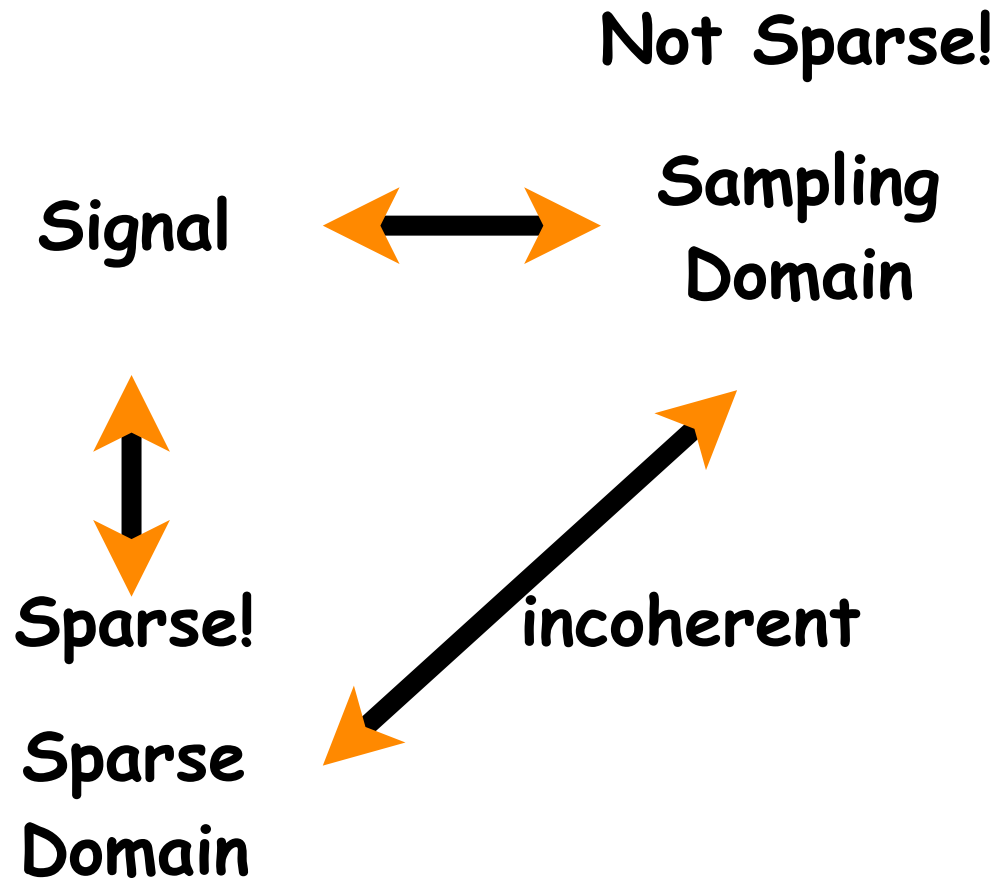 Not Sparse!
Signal
Sampling
Domain
Sparse!
incoherent
Sparse
Domain